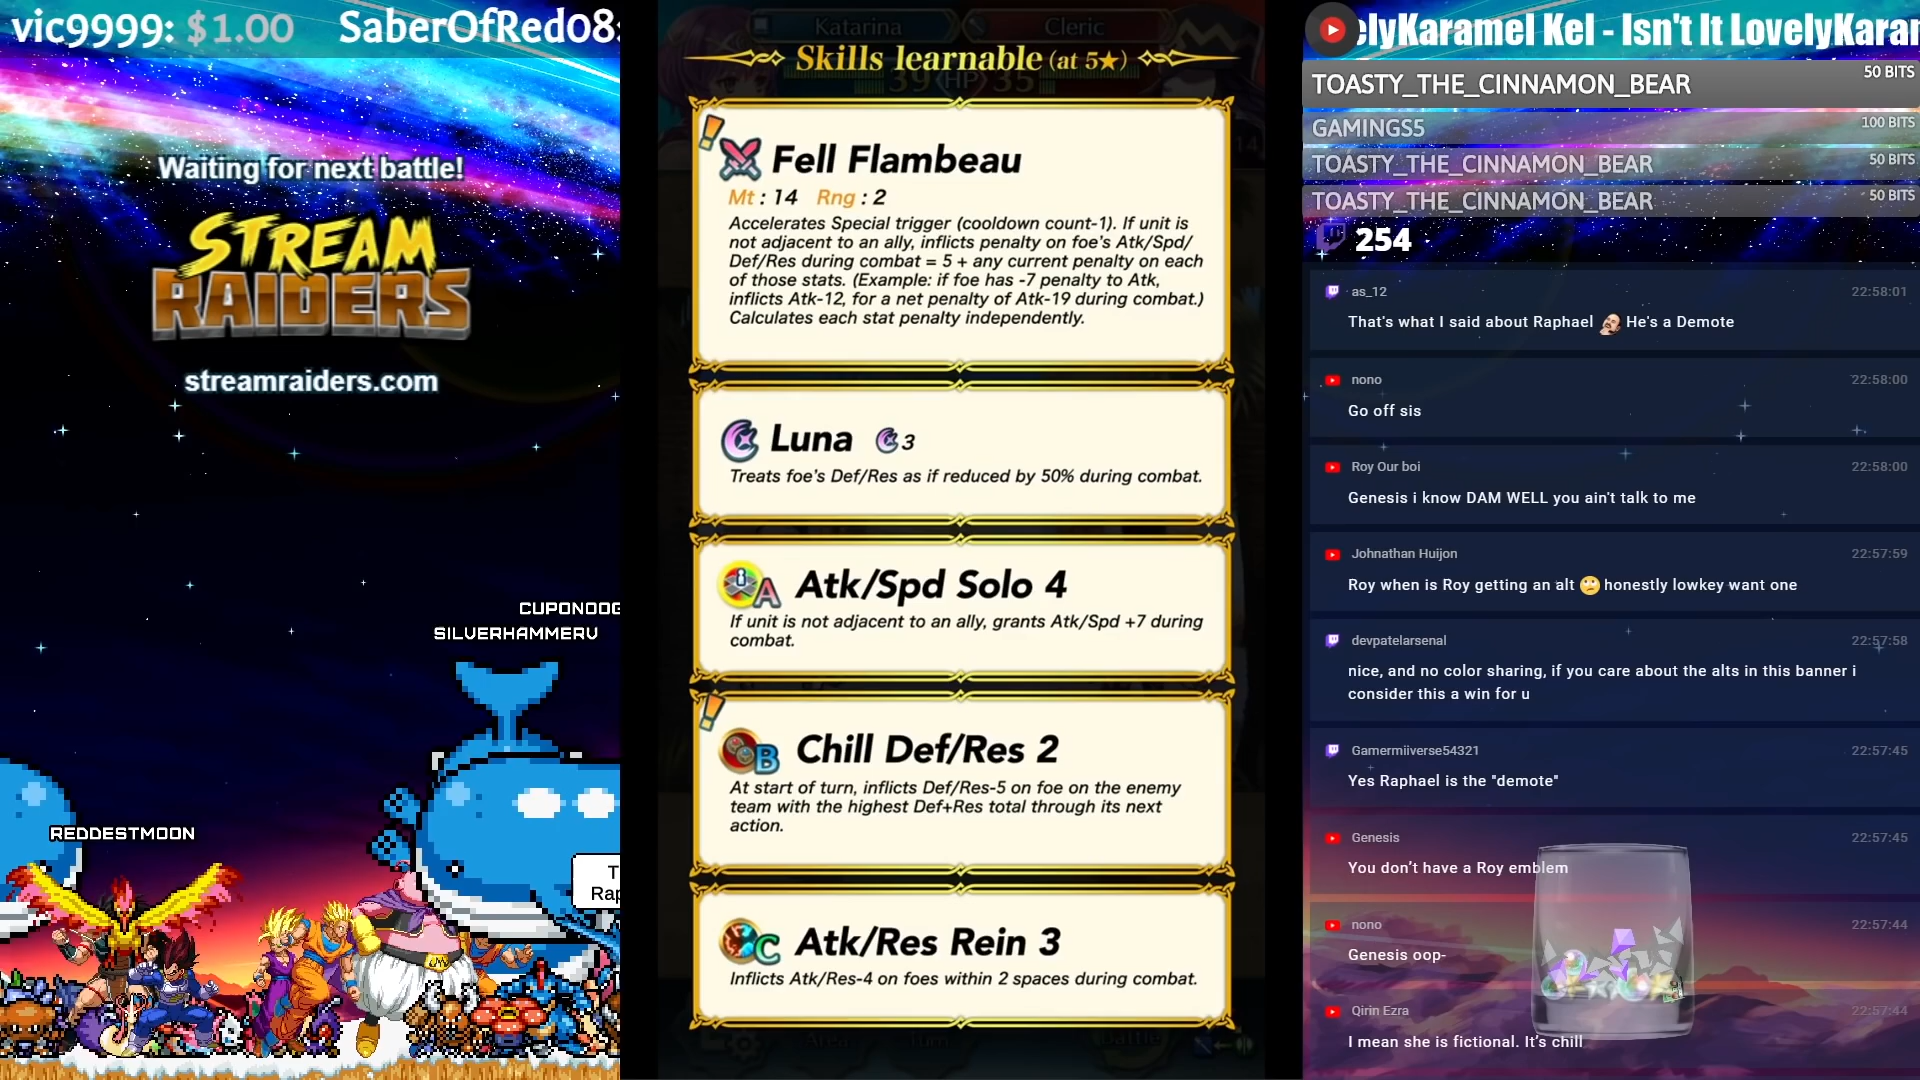 vic9999: $1.00 SaberOfRed08:
Waiting for next battle!
STREAM
RAIDERS
streamraiders.com
CUPONDOG
SILVERHAMMERV
REDDESTMOON
T
Rap
Katarina
Cleric
39 HP 35
Skills learnable (at 5★)
Fell Flambeau
Mt : 14 Rng : 2
Accelerates Special trigger (cooldown count-1). If unit is
not adjacent to an ally, inflicts penalty on foe's Atk/Spd/
Def/Res during combat = 5 + any current penalty on each
of those stats. (Example: if foe has -7 penalty to Atk,
inflicts Atk-12, for a net penalty of Atk-19 during combat.)
Calculates each stat penalty independently.
Luna 3
Treats foe's Def/Res as if reduced by 50% during combat.
A Atk/Spd Solo 4
If unit is not adjacent to an ally, grants Atk/Spd +7 during
combat.
B Chill Def/Res 2
At start of turn, inflicts Def/Res-5 on foe on the enemy
team with the highest Def+Res total through its next
action.
C Atk/Res Rein 3
Inflicts Atk/Res-4 on foes within 2 spaces during combat.
elyKaramel Kel - Isn't It LovelyKarar
TOASTY_THE_CINNAMON_BEAR 50 BITS
GAMINGS5 100 BITS
TOASTY_THE_CINNAMON_BEAR 50 BITS
TOASTY_THE_CINNAMON_BEAR 50 BITS
254
as_12 22:58:01
That's what I said about Raphael He's a Demote
nono 22:58:00
Go off sis
Roy Our boi 22:58:00
Genesis i know DAM WELL you ain't talk to me
Johnathan Huijon 22:57:59
Roy when is Roy getting an alt 🙄 honestly lowkey want one
devpatelarsenal 22:57:58
nice, and no color sharing, if you care about the alts in this banner i
consider this a win for u
Gamermiiverse54321 22:57:45
Yes Raphael is the "demote"
Genesis 22:57:45
You don't have a Roy emblem
nono 22:57:44
Genesis oop-
Qirin Ezra 22:57:44
I mean she is fictional. It's chill